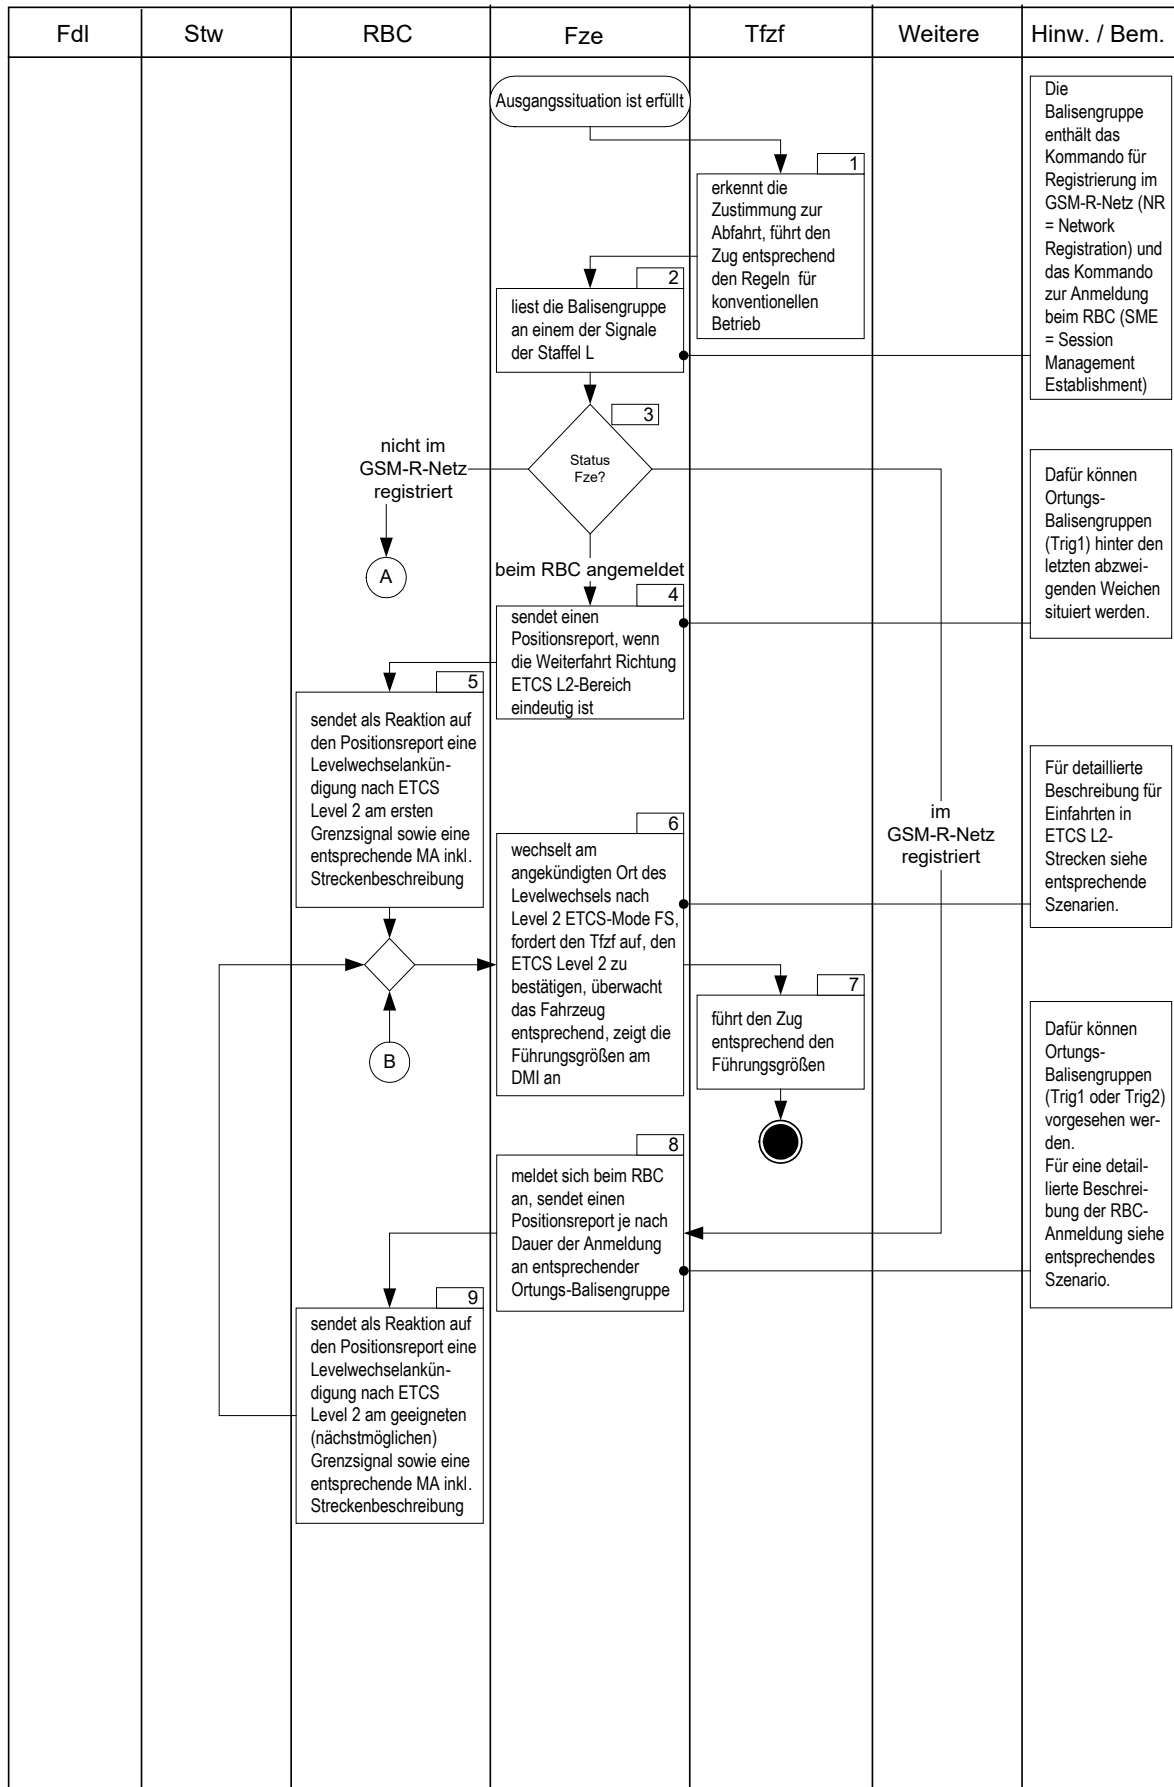 Fdl
Stw
RBC
Fze
Tfzf
Weitere
Hinw. / Bem.
Ausgangssituation ist erfüllt
Die
Balisengruppe
enthält das
Kommando für
Registrierung im
GSM-R-Netz (NR
= Network
Registration) und
das Kommando
zur Anmeldung
beim RBC (SME
= Session
Management
Establishment)
1
erkennt die
Zustimmung zur
Abfahrt, führt den
Zug entsprechend
den Regeln für
konventionellen
Betrieb
2
liest die Balisengruppe
an einem der Signale
der Staffel L
3
Status
Fze?
nicht im
GSM-R-Netz
registriert
A
beim RBC angemeldet
Dafür können
Ortungs-
Balisengruppen
(Trig1) hinter den
letzten abzwei-
genden Weichen
situiert werden.
4
sendet einen
Positionsreport, wenn
die Weiterfahrt Richtung
ETCS L2-Bereich
eindeutig ist
5
sendet als Reaktion auf
den Positionsreport eine
Levelwechselankün-
digung nach ETCS
Level 2 am ersten
Grenzsignal sowie eine
entsprechende MA inkl.
Streckenbeschreibung
im
GSM-R-Netz
registriert
Für detaillierte
Beschreibung für
Einfahrten in
ETCS L2-
Strecken siehe
entsprechende
Szenarien.
6
wechselt am
angekündigten Ort des
Levelwechsels nach
Level 2 ETCS-Mode FS,
fordert den Tfzf auf, den
ETCS Level 2 zu
bestätigen, überwacht
das Fahrzeug
entsprechend, zeigt die
Führungsgrößen am
DMI an
B
7
führt den Zug
entsprechend den
Führungsgrößen
Dafür können
Ortungs-
Balisengruppen
(Trig1 oder Trig2)
vorgesehen wer-
den.
Für eine detail-
lierte Beschrei-
bung der RBC-
Anmeldung siehe
entsprechendes
Szenario.
8
meldet sich beim RBC
an, sendet einen
Positionsreport je nach
Dauer der Anmeldung
an entsprechender
Ortungs-Balisengruppe
9
sendet als Reaktion auf
den Positionsreport eine
Levelwechselankün-
digung nach ETCS
Level 2 am geeigneten
(nächstmöglichen)
Grenzsignal sowie eine
entsprechende MA inkl.
Streckenbeschreibung